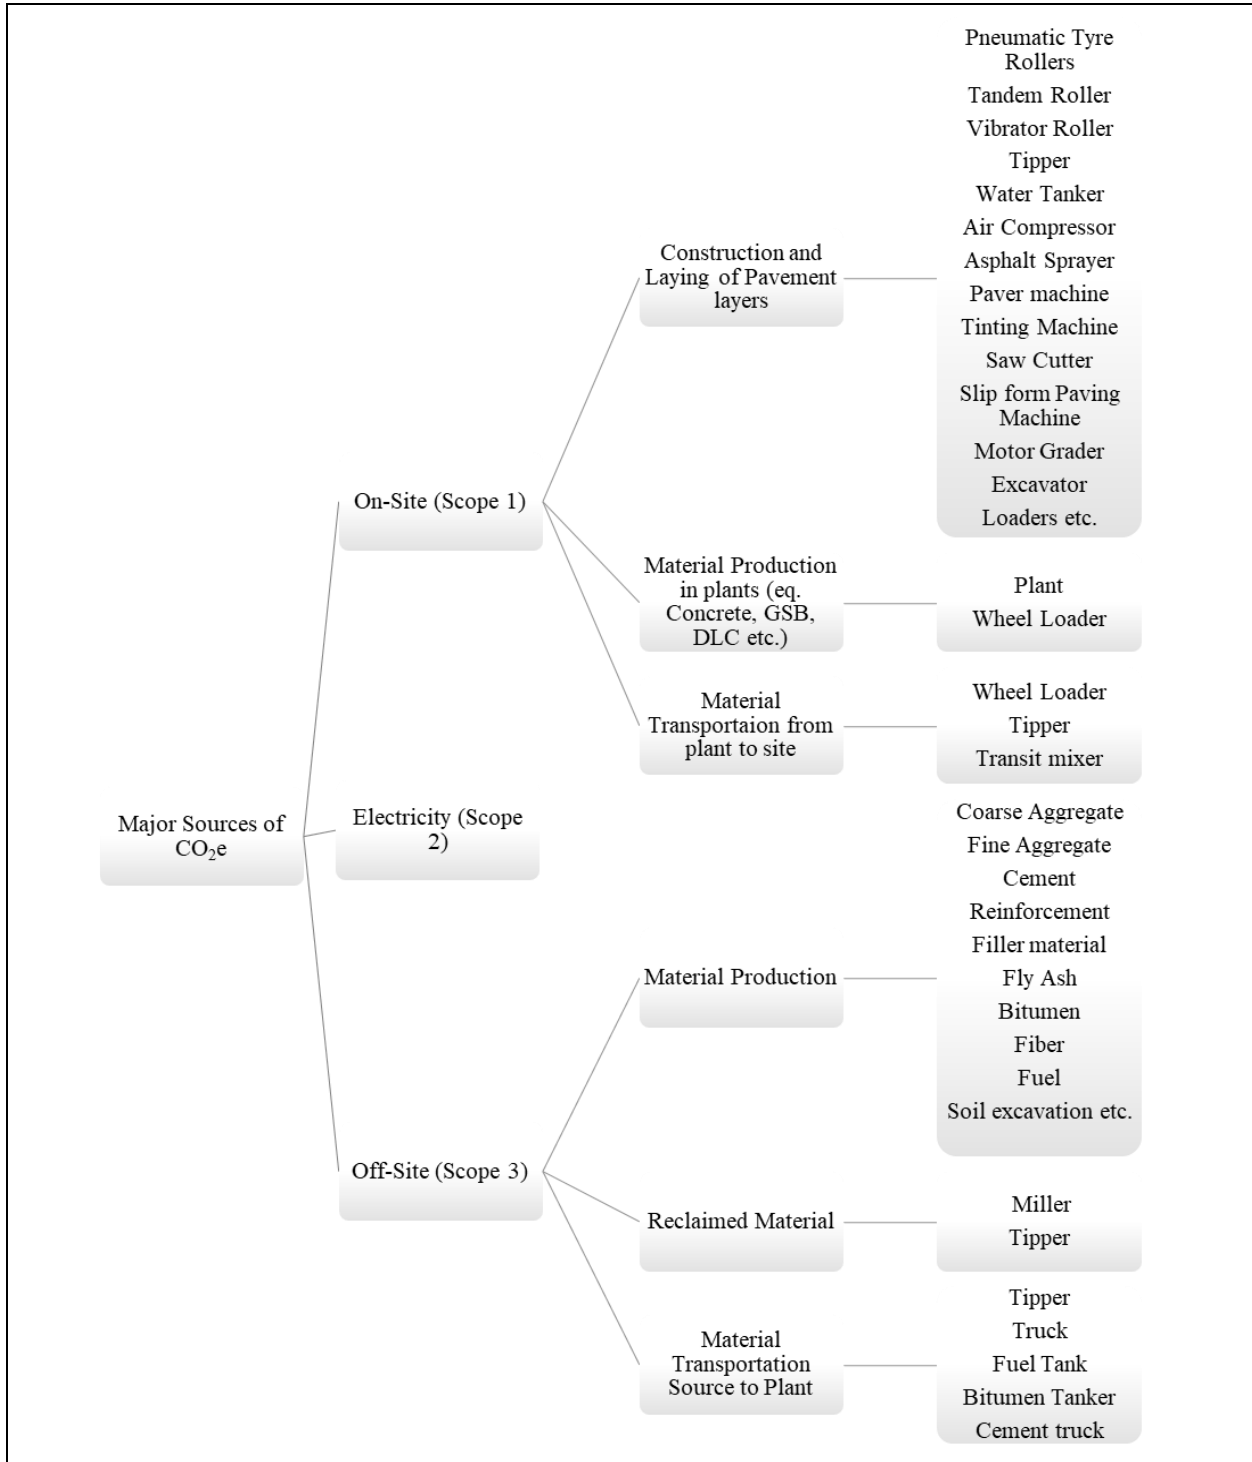 Major Sources of
CO₂e
On-Site (Scope 1)
Construction and
Laying of Pavement
layers
Pneumatic Tyre
Rollers
Tandem Roller
Vibrator Roller
Tipper
Water Tanker
Air Compressor
Asphalt Sprayer
Paver machine
Tinting Machine
Saw Cutter
Slip form Paving
Machine
Motor Grader
Excavator
Loaders etc.
Material Production
in plants (eq.
Concrete, GSB,
DLC etc.)
Plant
Wheel Loader
Material
Transportaion from
plant to site
Wheel Loader
Tipper
Transit mixer
Electricity (Scope
2)
Off-Site (Scope 3)
Material Production
Coarse Aggregate
Fine Aggregate
Cement
Reinforcement
Filler material
Fly Ash
Bitumen
Fiber
Fuel
Soil excavation etc.
Reclaimed Material
Miller
Tipper
Material
Transportation
Source to Plant
Tipper
Truck
Fuel Tank
Bitumen Tanker
Cement truck